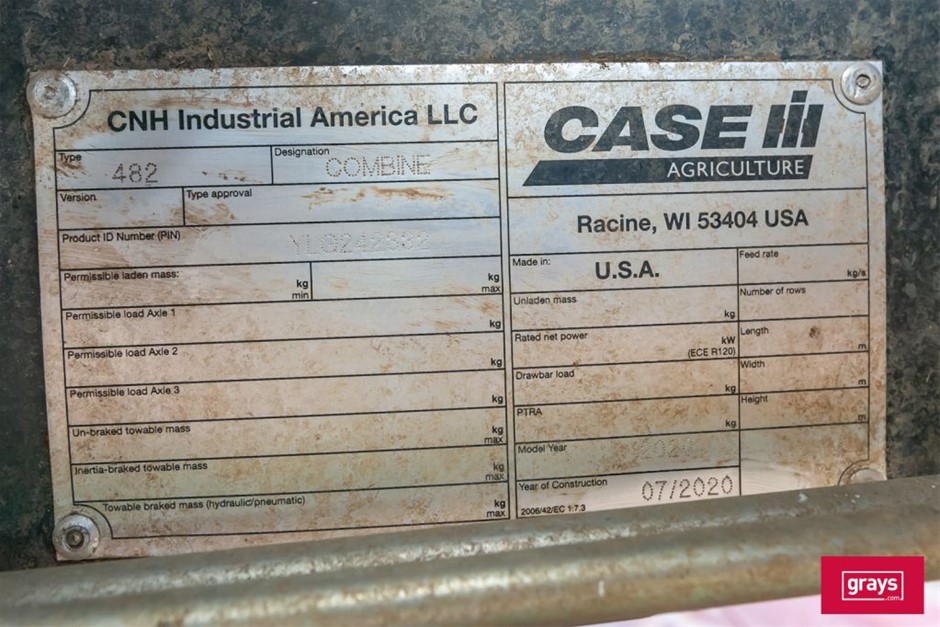 CNH Industrial America LLC
Type
482
Designation
COMBINE
Version
Type approval
Product ID Number (PIN)
Permissible laden mass:
kg
min
kg
max
Permissible load Axle 1
kg
Permissible load Axle 2
kg
Permissible load Axle 3
kg
Un-braked towable mass
kg
max
Inertia-braked towable mass
kg
max
Towable braked mass (hydraulic/pneumatic)
kg
max
CASE IH
AGRICULTURE
Racine, WI 53404 USA
Made in:
U.S.A.
Feed rate
kg/s
Unladen mass
kg
Number of rows
Rated net power
kW
(ECE R120)
Length
m
Drawbar load
kg
Width
m
PTRA
kg
Height
m
Model Year
Year of Construction
07/2020
2006/42/EC 1:7.3
grays
.com